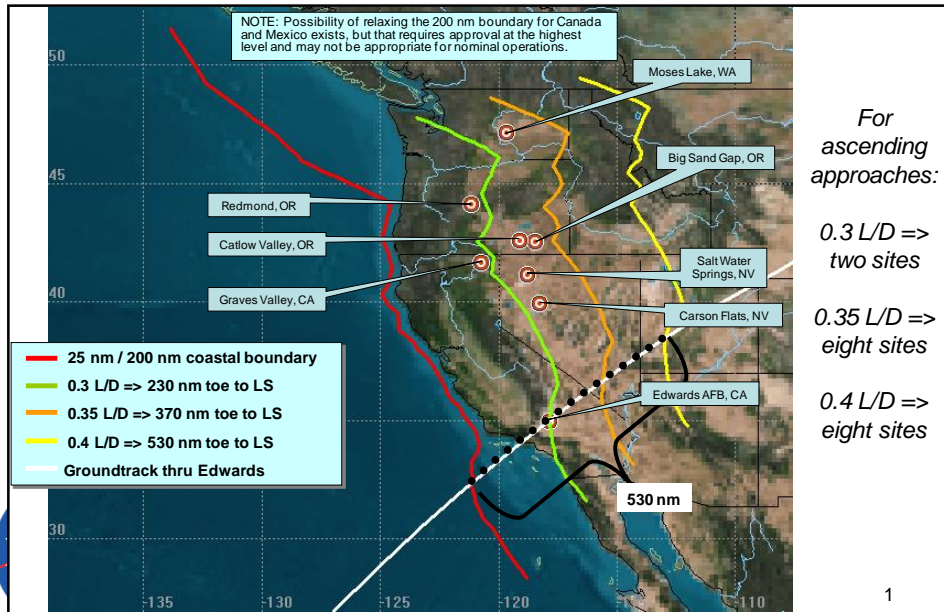 NOTE: Possibility of relaxing the 200 nm boundary for Canada
and Mexico exists, but that requires approval at the highest
level and may not be appropriate for nominal operations.
50
Moses Lake, WA
Big Sand Gap, OR
45
Redmond, OR
Catlow Valley, OR
Salt Water
Springs, NV
Graves Valley, CA
40
Carson Flats, NV
25 nm / 200 nm coastal boundary
0.3 L/D => 230 nm toe to LS
0.35 L/D => 370 nm toe to LS
0.4 L/D => 530 nm toe to LS
Groundtrack thru Edwards
Edwards AFB, CA
530 nm
30
-135
-125
-120
-115
-110
For
ascending
approaches:
0.3 L/D =>
two sites
0.35 L/D =>
eight sites
0.4 L/D =>
eight sites
1